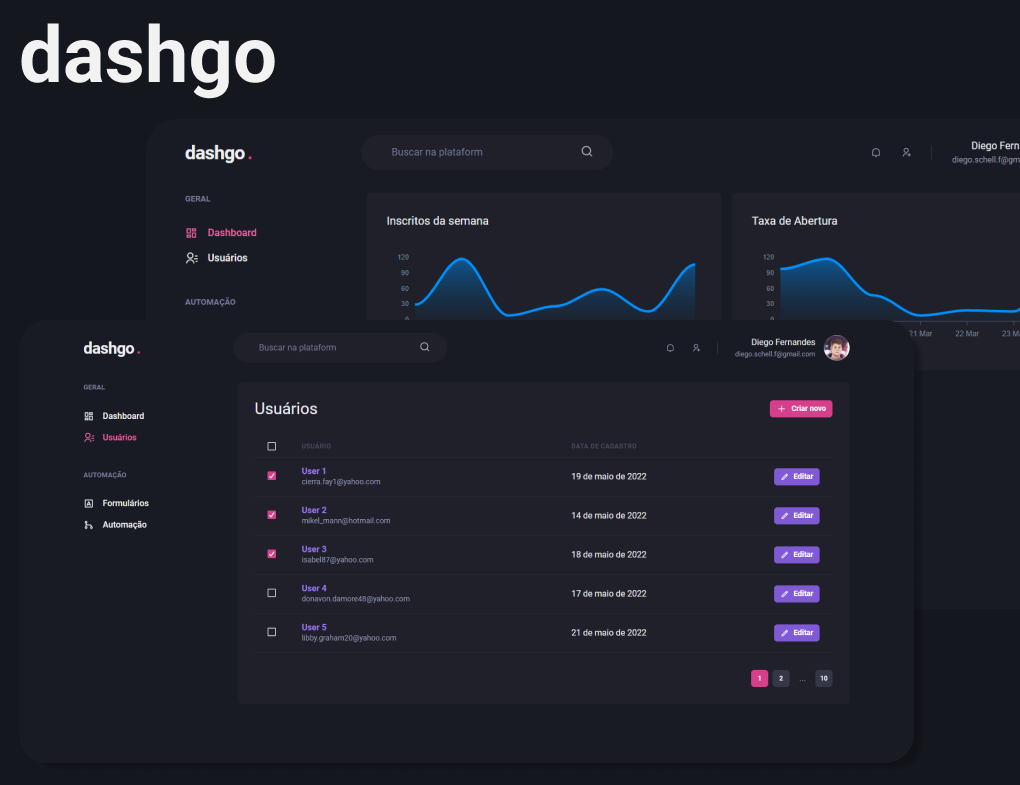 dashgo
dashgo.
Buscar na plataform
Diego Fern
diego.schell.f@gm
GERAL
Dashboard
Usuários
AUTOMAÇÃO
Inscritos da semana
120
90
60
30
Taxa de Abertura
120
90
60
30
21 Mar
22 Mar
dashgo.
Buscar na plataform
Diego Fernandes
diego.schell.f@gmail.com
GERAL
Dashboard
Usuários
AUTOMAÇÃO
Formulários
Automação
Usuários
+ Criar novo
USUÁRIO
DATA DE CADASTRO
User 1
cierra.fay1@yahoo.com
19 de maio de 2022
Editar
User 2
mikel_mann@hotmail.com
14 de maio de 2022
Editar
User 3
isabel87@yahoo.com
18 de maio de 2022
Editar
User 4
donavon.damore48@yahoo.com
17 de maio de 2022
Editar
User 5
libby.graham20@yahoo.com
21 de maio de 2022
Editar
1 2 ... 10